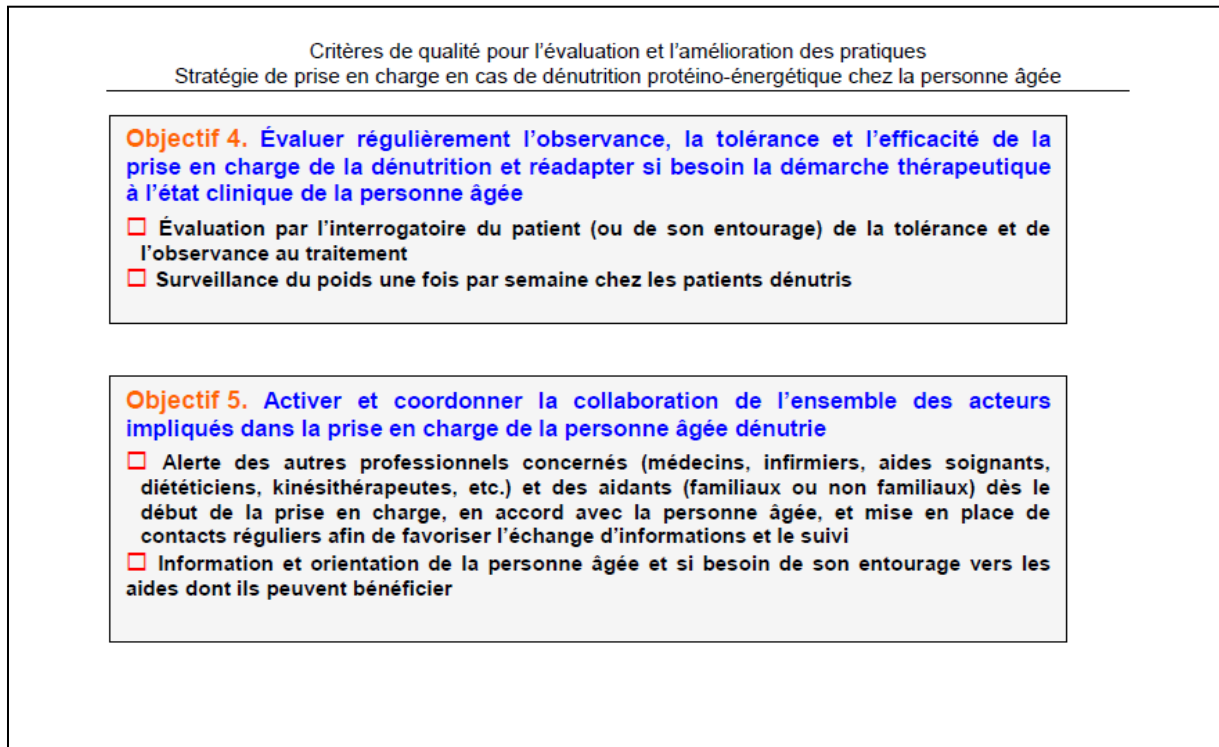 Critères de qualité pour l'évaluation et l'amélioration des pratiques
Stratégie de prise en charge en cas de dénutrition protéino-énergétique chez la personne âgée
Objectif 4. Évaluer régulièrement l'observance, la tolérance et l'efficacité de la
prise en charge de la dénutrition et réadapter si besoin la démarche thérapeutique
à l'état clinique de la personne âgée
☐ Évaluation par l'interrogatoire du patient (ou de son entourage) de la tolérance et de
l'observance au traitement
☐ Surveillance du poids une fois par semaine chez les patients dénutris
Objectif 5. Activer et coordonner la collaboration de l'ensemble des acteurs
impliqués dans la prise en charge de la personne âgée dénutrie
☐ Alerte des autres professionnels concernés (médecins, infirmiers, aides soignants,
diététiciens, kinésithérapeutes, etc.) et des aidants (familiaux ou non familiaux) dès le
début de la prise en charge, en accord avec la personne âgée, et mise en place de
contacts réguliers afin de favoriser l'échange d'informations et le suivi
☐ Information et orientation de la personne âgée et si besoin de son entourage vers les
aides dont ils peuvent bénéficier